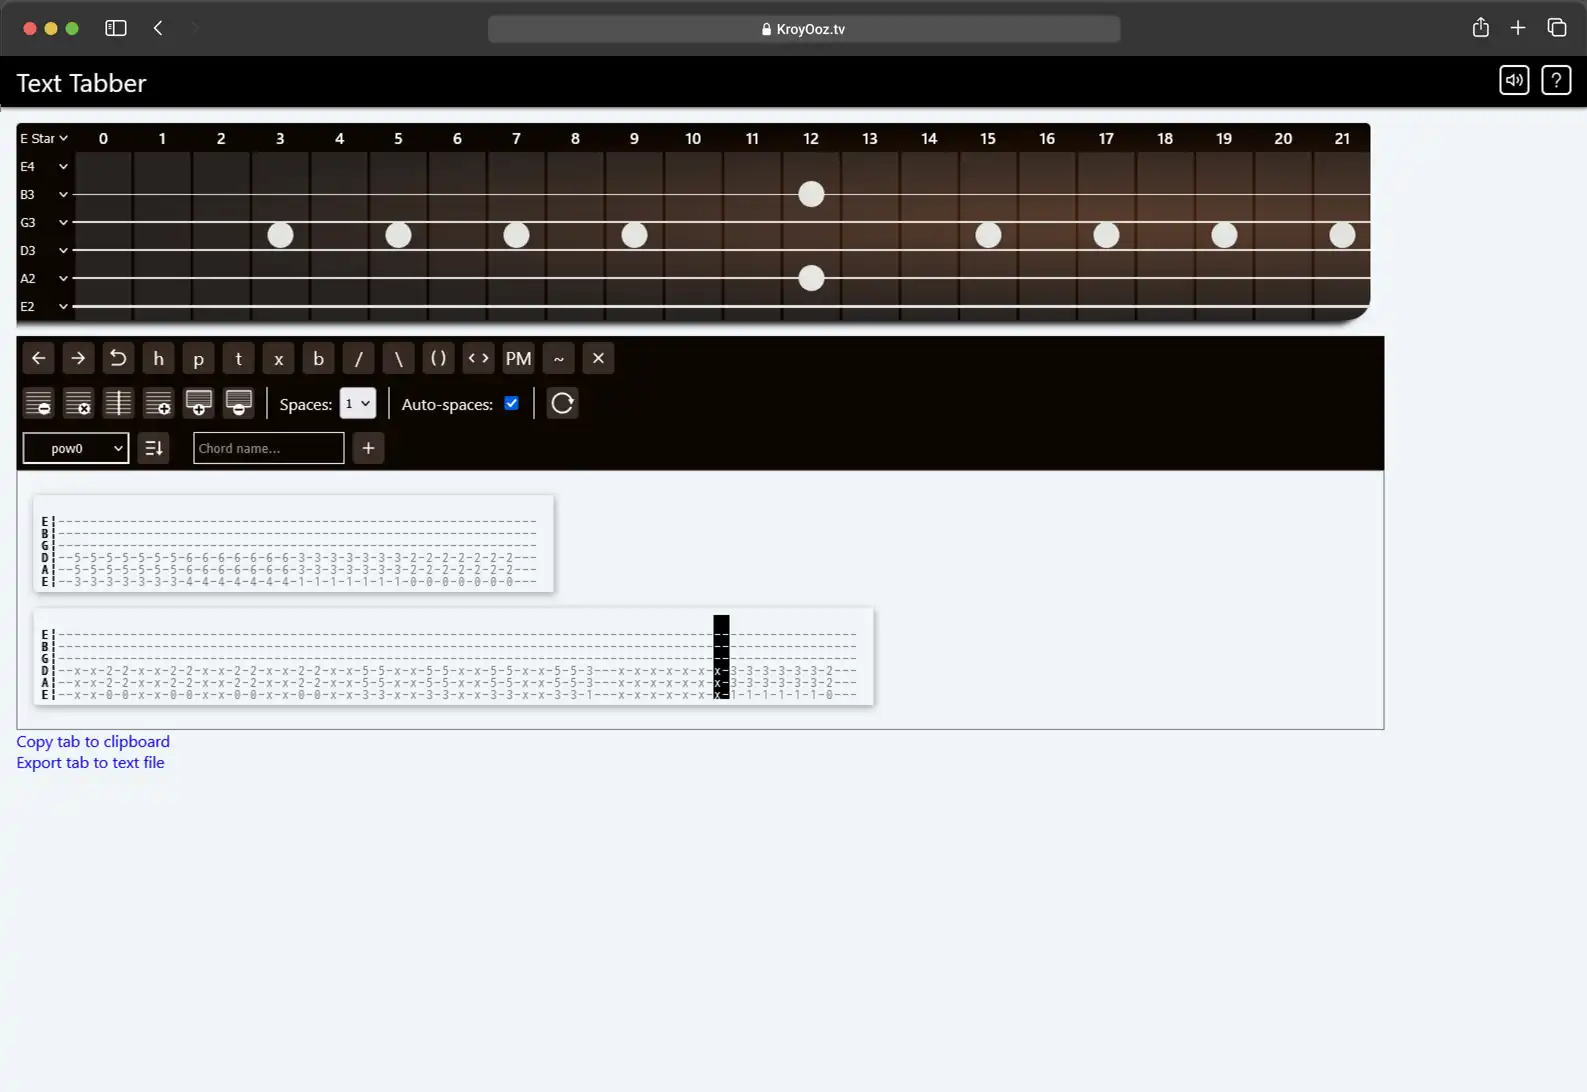 KroyOoz.tv
Text Tabber
?
E Star 0 1 2 3 4 5 6 7 8 9 10 11 12 13 14 15 16 17 18 19 20 21
E4
B3
G3
D3
A2
E2
← → h p t x b / \ () <> PM ~ ×
Spaces: 1 Auto-spaces:
pow0 Chord name... +
E|------------------------------------------------------------
B|------------------------------------------------------------
G|------------------------------------------------------------
D|--5-5-5-5-5-5-5-6-6-6-6-6-6-6-3-3-3-3-3-3-3-2-2-2-2-2-2-2---
A|--5-5-5-5-5-5-5-6-6-6-6-6-6-6-3-3-3-3-3-3-3-2-2-2-2-2-2-2---
E|--3-3-3-3-3-3-3-4-4-4-4-4-4-4-1-1-1-1-1-1-1-0-0-0-0-0-0-0---
E|----------------------------------------------------------------------------------------------------
B|----------------------------------------------------------------------------------------------------
G|----------------------------------------------------------------------------------------------------
D|--x-x-2-2-x-x-2-2-x-x-2-2-x-x-2-2-x-x-5-5-x-x-5-5-x-x-5-5-x-x-5-5-3---x-x-x-x-x-x-x-3-3-3-3-3-3-2---
A|--x-x-2-2-x-x-2-2-x-x-2-2-x-x-2-2-x-x-5-5-x-x-5-5-x-x-5-5-x-x-5-5-3---x-x-x-x-x-x-x-3-3-3-3-3-3-2---
E|--x-x-0-0-x-x-0-0-x-x-0-0-x-x-0-0-x-x-3-3-x-x-3-3-x-x-3-3-x-x-3-3-1---x-x-x-x-x-x-x-1-1-1-1-1-1-0---
Copy tab to clipboard
Export tab to text file